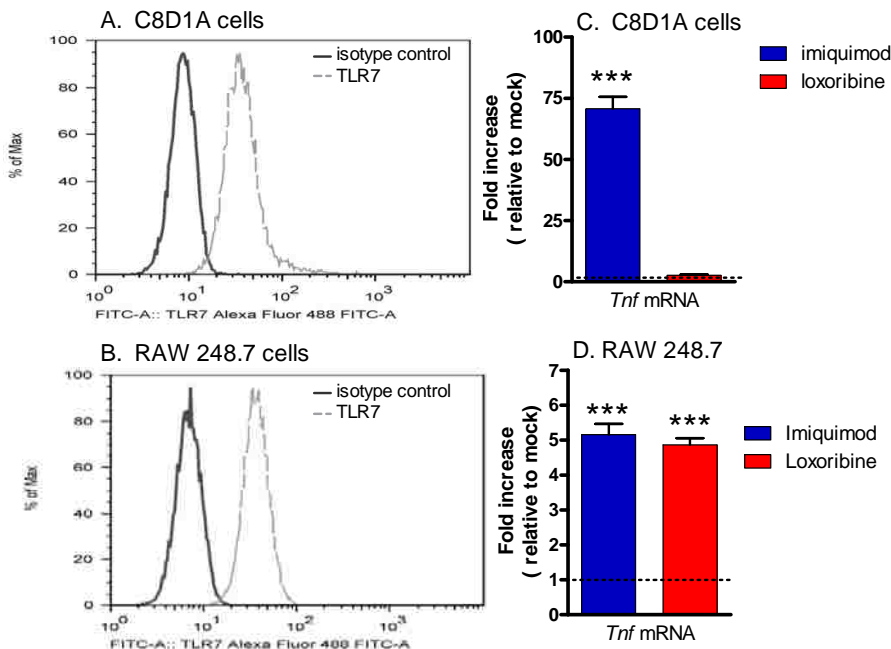 A. C8D1A cells
isotype control
TLR7
% of Max
100
80
60
40
20
0
10^0 10^1 10^2 10^3
FITC-A:: TLR7 Alexa Fluor 488 FITC-A
C. C8D1A cells
imiquimod
loxoribine
Fold increase
( relative to mock)
100
75
50
25
0
***
Tnf mRNA
B. RAW 248.7 cells
isotype control
TLR7
% of Max
100
80
60
40
20
0
10^0 10^1 10^2 10^3
FITC-A:: TLR7 Alexa Fluor 488 FITC-A
D. RAW 248.7
Imiquimod
Loxoribine
Fold increase
( relative to mock)
7
6
5
4
3
2
1
0
*** ***
Tnf mRNA